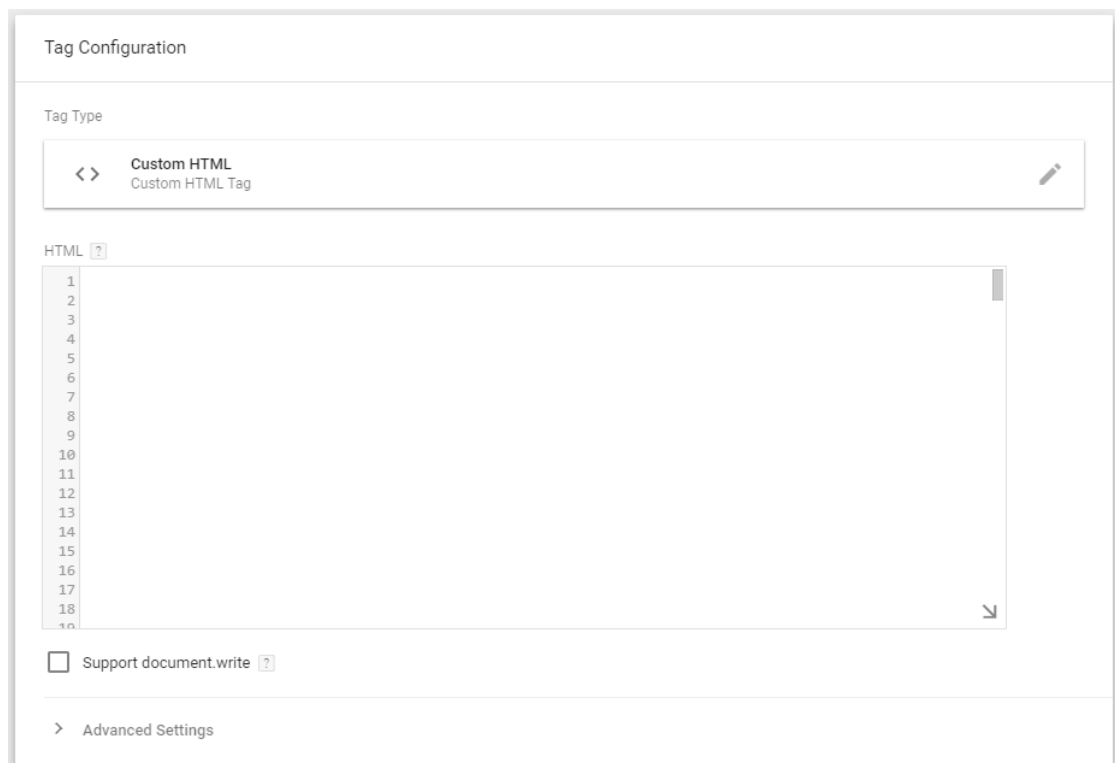 Tag Configuration
Tag Type
< >
Custom HTML
Custom HTML Tag
HTML ?
1
2
3
4
5
6
7
8
9
10
11
12
13
14
15
16
17
18
19
Support document.write ?
Advanced Settings